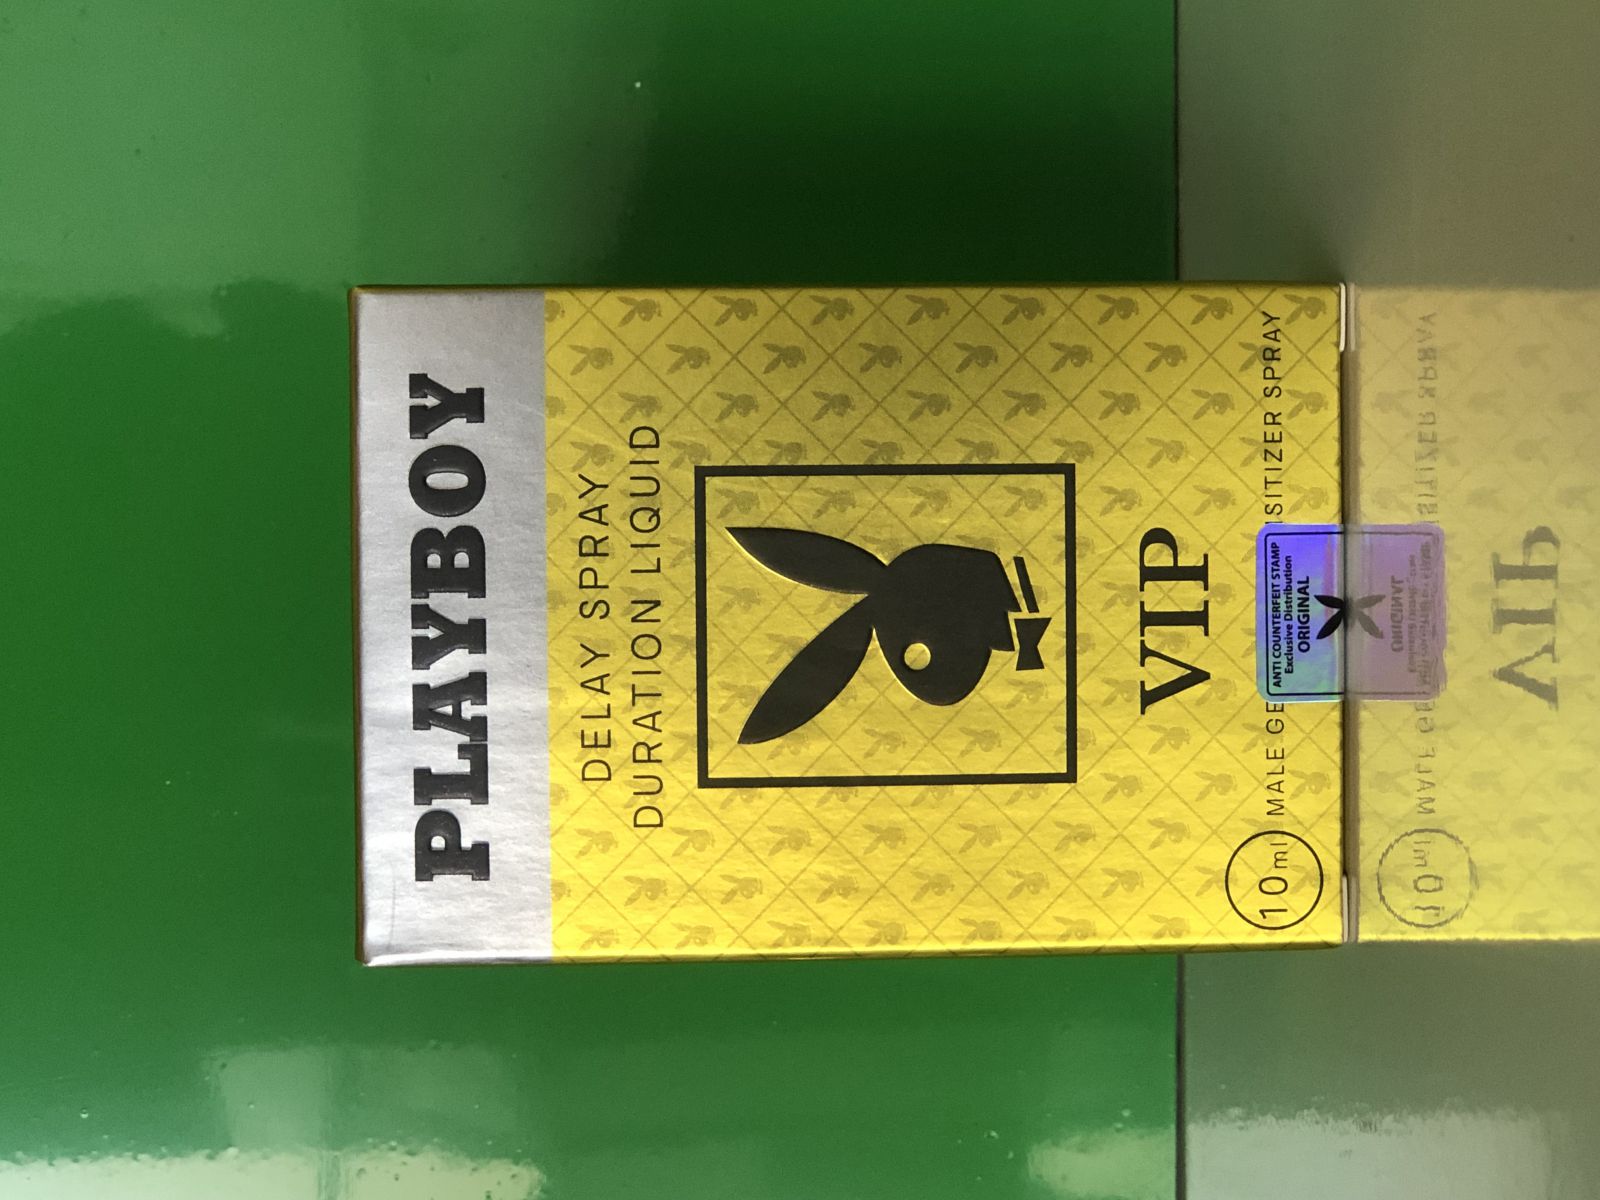 PLAYBOY
DELAY SPRAY
DURATION LIQUID
VIP
10ml MALE GE SITIZER SPRAY
ANTI COUNTERFEIT STAMP
Exclusive Distribution
ORIGINAL